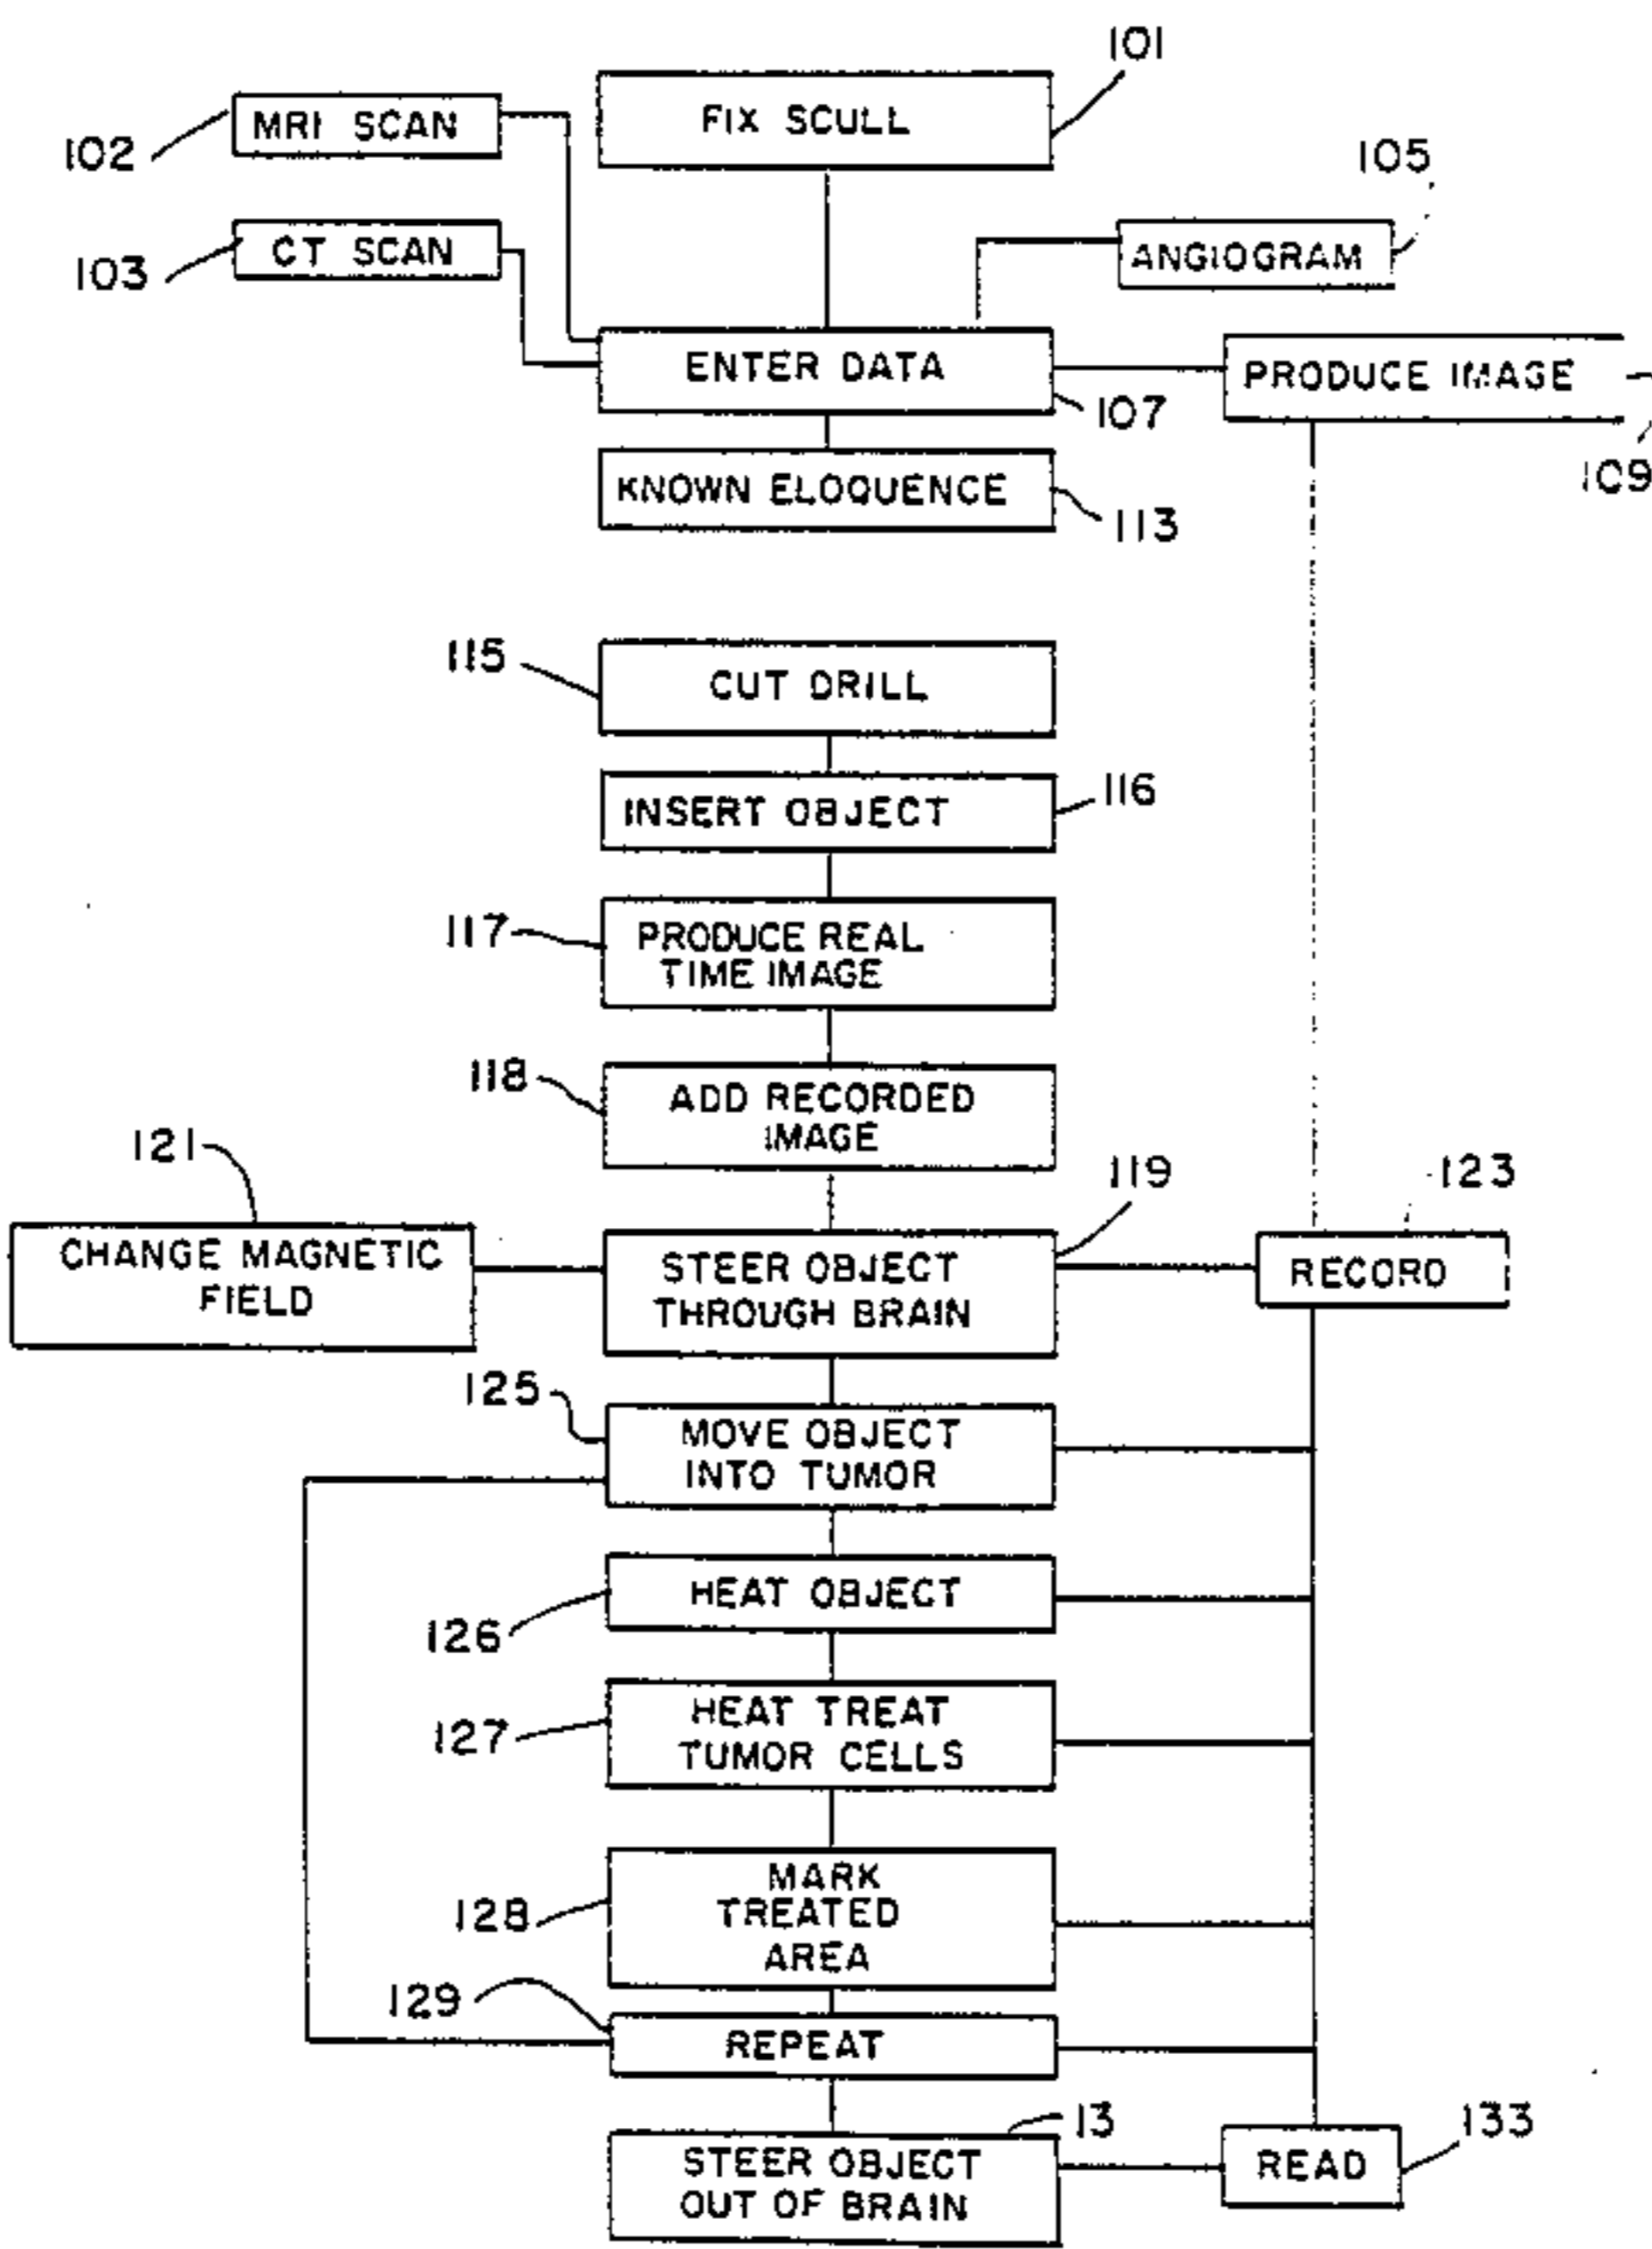 101
FIX SCULL
MRI SCAN
102
105
CT SCAN
103
ANGIOGRAM
ENTER DATA
PRODUCE IMAGE
107
109
KNOWN ELOQUENCE
113
115
CUT DRILL
INSERT OBJECT
116
117
PRODUCE REAL
TIME IMAGE
118
ADD RECORDED
IMAGE
121
119
123
CHANGE MAGNETIC
FIELD
STEER OBJECT
THROUGH BRAIN
RECORD
125
MOVE OBJECT
INTO TUMOR
HEAT OBJECT
126
HEAT TREAT
TUMOR CELLS
127
MARK
TREATED
AREA
128
129
REPEAT
13
133
STEER OBJECT
OUT OF BRAIN
READ